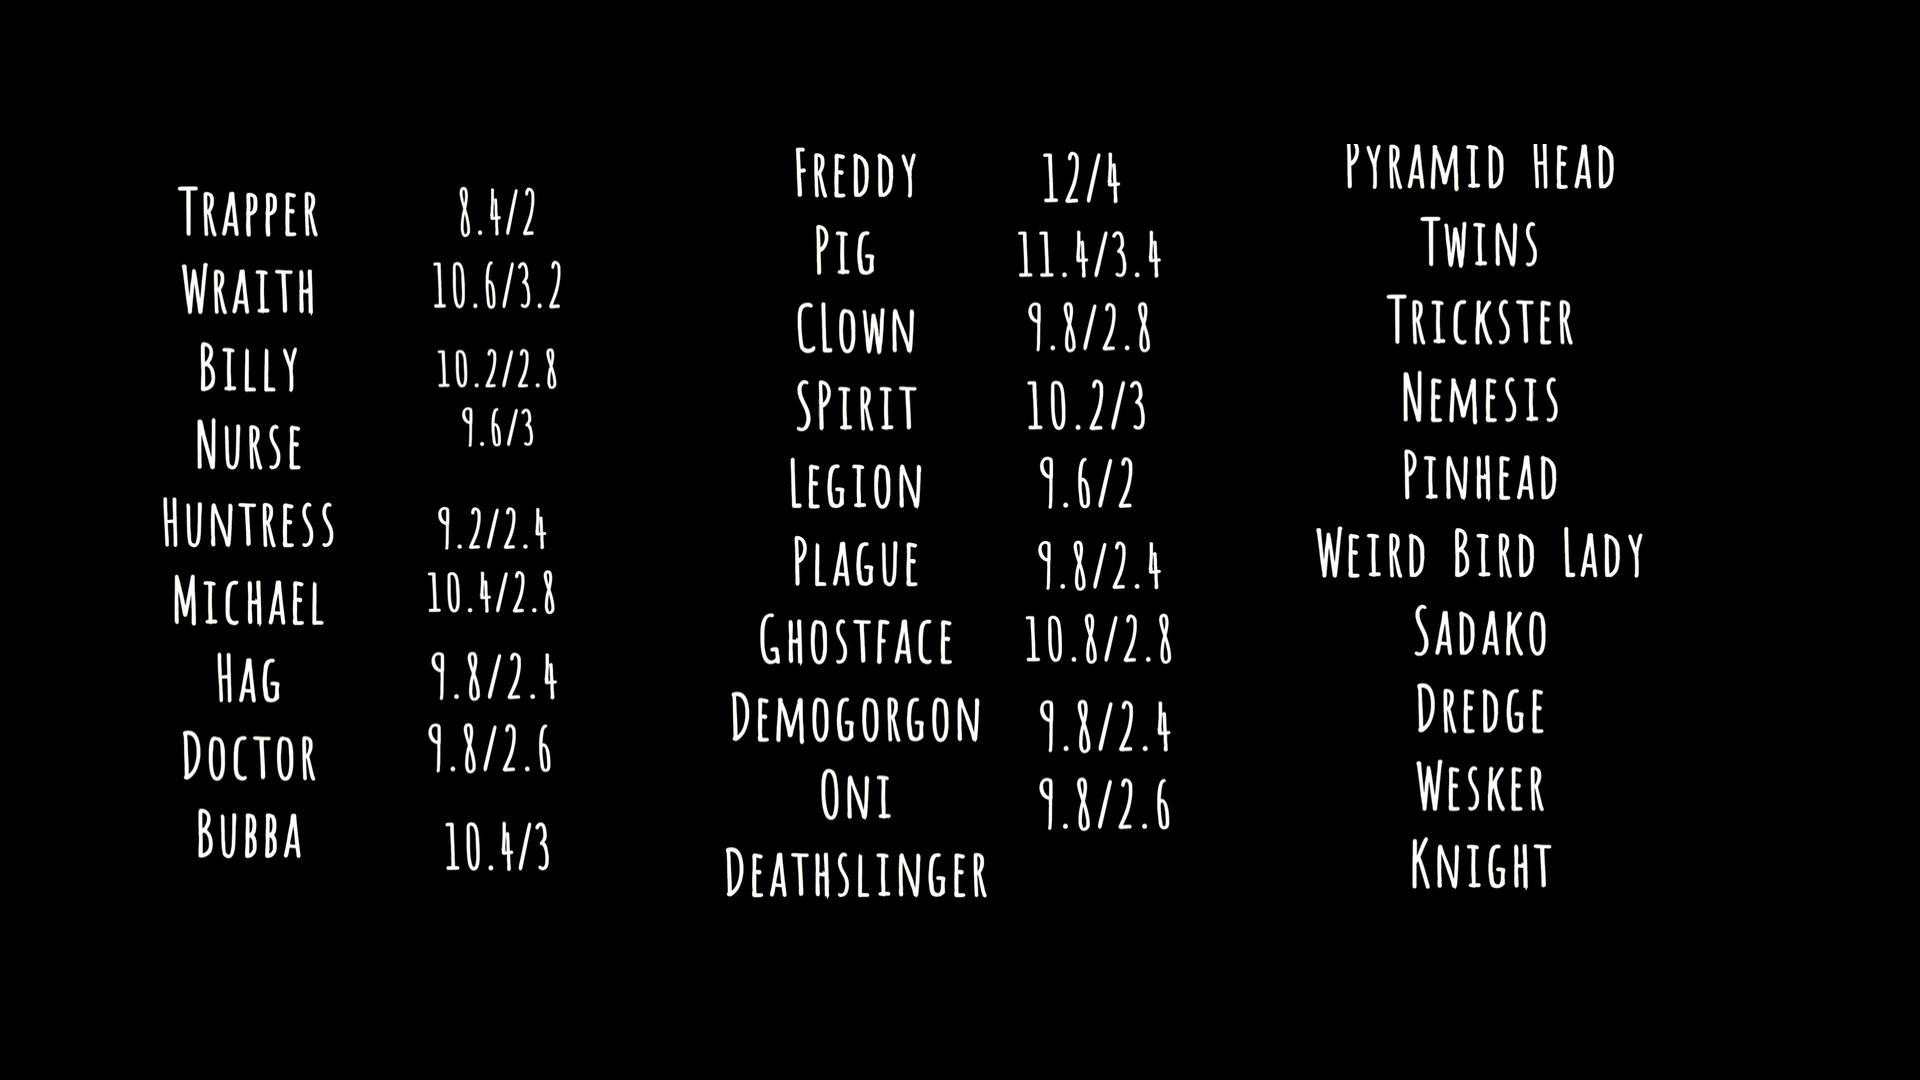 Trapper 8.4/2
Wraith 10.6/3.2
Billy 10.2/2.8
Nurse 9.6/3
Huntress 9.2/2.4
Michael 10.4/2.8
Hag 9.8/2.4
Doctor 9.8/2.6
Bubba 10.4/3
Freddy 12/4
Pig 11.4/3.4
CLown 9.8/2.8
SPirit 10.2/3
Legion 9.6/2
Plague 9.8/2.4
Ghostface 10.8/2.8
Demogorgon 9.8/2.4
Oni 9.8/2.6
Deathslinger
Pyramid Head
Twins
Trickster
Nemesis
Pinhead
Weird Bird Lady
Sadako
Dredge
Wesker
Knight